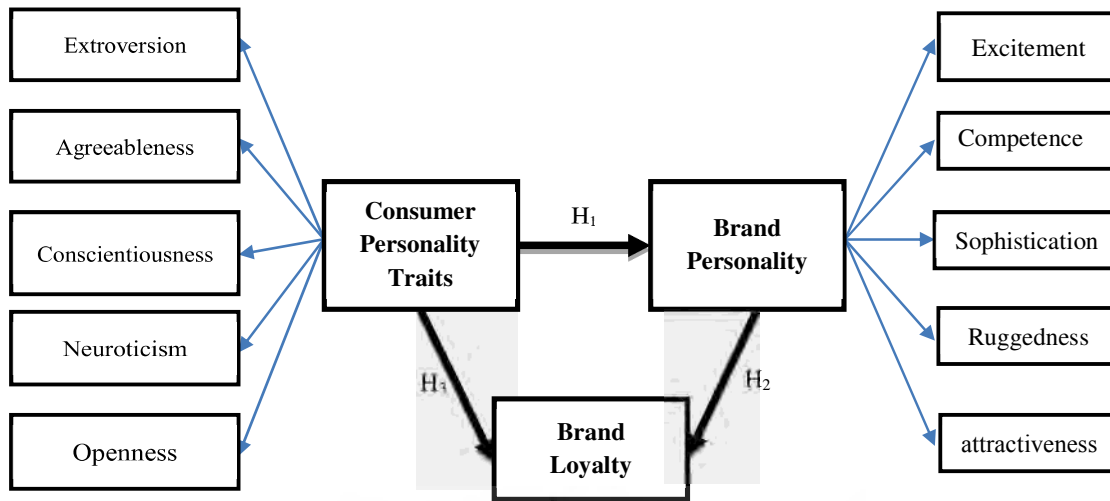 Extroversion
Agreeableness
Conscientiousness
Neuroticism
Openness
Consumer
Personality
Traits
H1
Brand
Personality
H3
H2
Brand
Loyalty
Excitement
Competence
Sophistication
Ruggedness
attractiveness